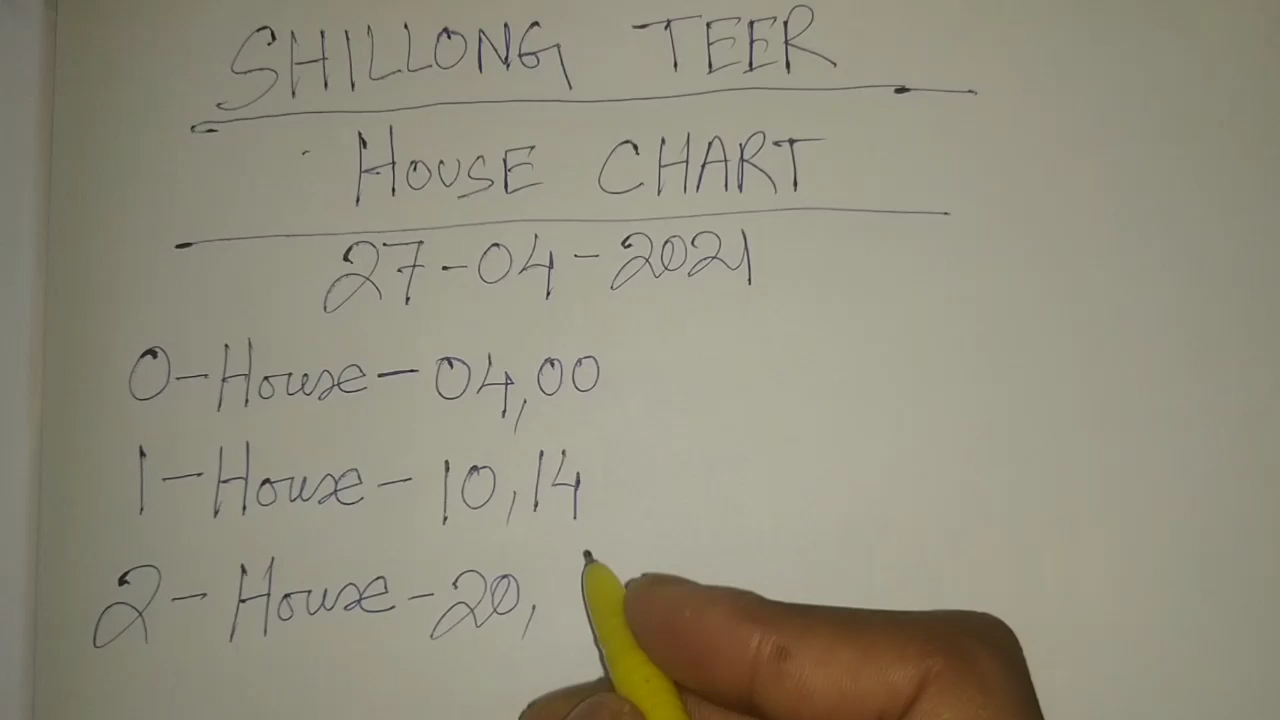 SHILLONG TEER
HOUSE CHART
27-04-2021
0-House-04,00
1-House-10,14
2-House-20,